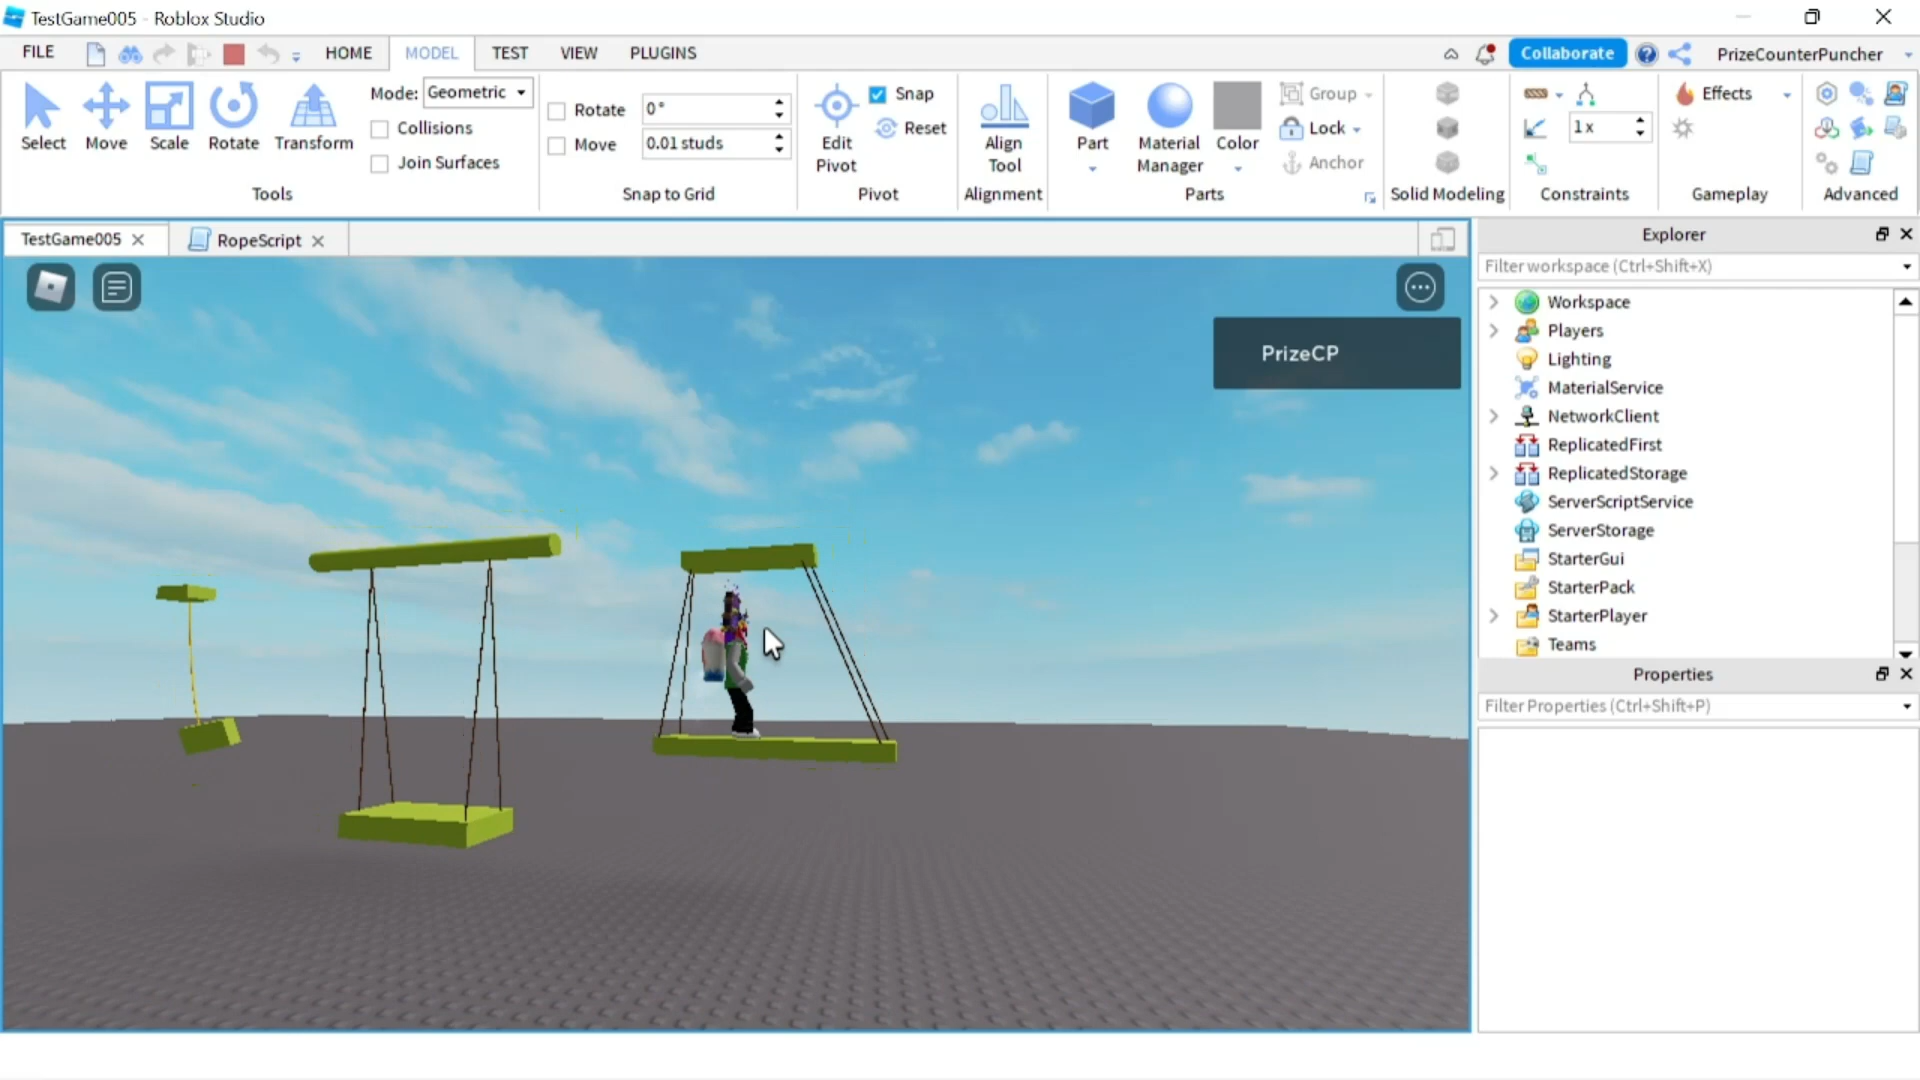 TestGame005 - Roblox Studio
FILE HOME MODEL TEST VIEW PLUGINS Collaborate PrizeCounterPuncher
Mode: Geometric
Collisions
Join Surfaces
Select Move Scale Rotate Transform
Tools
Rotate 0°
Move 0.01 studs
Snap to Grid
Edit Pivot
Snap
Reset
Pivot
Align Tool
Alignment
Part
Material Manager
Color
Group
Lock
Anchor
Parts
Solid Modeling
1x
Constraints
Effects
Gameplay
Advanced
TestGame005 RopeScript
PrizeCP
Explorer
Filter workspace (Ctrl+Shift+X)
Workspace
Players
Lighting
MaterialService
NetworkClient
ReplicatedFirst
ReplicatedStorage
ServerScriptService
ServerStorage
StarterGui
StarterPack
StarterPlayer
Teams
Properties
Filter Properties (Ctrl+Shift+P)